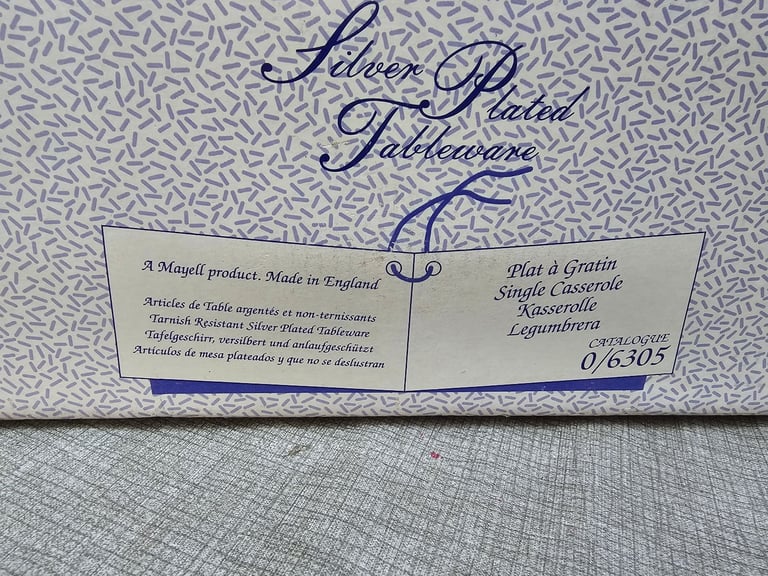 Silver Plated
Tableware
A Mayell product. Made in England
Articles de Table argentés et non-ternissants
Tarnish Resistant Silver Plated Tableware
Tafelgeschirr, versilbert und anlaufgeschützt
Artículos de mesa plateados y que no se deslustran
Plat à Gratin
Single Casserole
Kasserolle
Legumbrera
CATALOGUE
0/6305